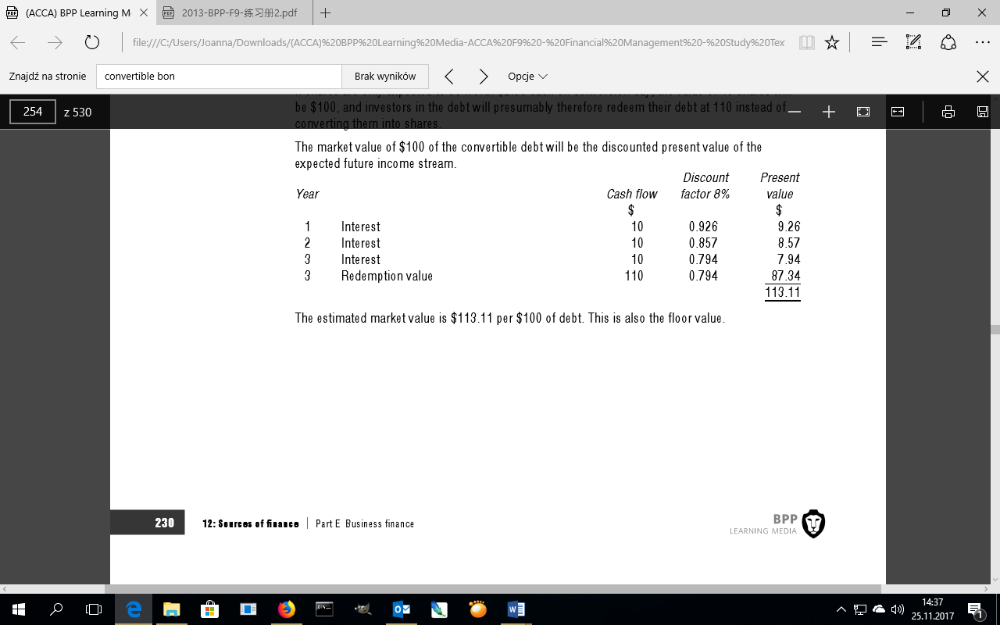 (ACCA) BPP Learning M
2013-BPP-F9-练习册2.pdf
file:///C:/Users/Joanna/Downloads/(ACCA)%20BPP%20Learning%20Media-ACCA%20F9%20-%20Financial%20Management%20-%20Study%20Tex
Znajdź na stronie
convertible bon
Brak wyników
Opcje
254 z 530
be $100, and investors in the debt will presumably therefore redeem their debt at 110 instead of
converting them into shares.
The market value of $100 of the convertible debt will be the discounted present value of the
expected future income stream.
Discount Present
Year Cash flow factor 8% value
$ $
1 Interest 10 0.926 9.26
2 Interest 10 0.857 8.57
3 Interest 10 0.794 7.94
3 Redemption value 110 0.794 87.34
113.11
The estimated market value is $113.11 per $100 of debt. This is also the floor value.
230 12: Sources of finance | Part E Business finance
BPP
LEARNING MEDIA
14:37
25.11.2017
1